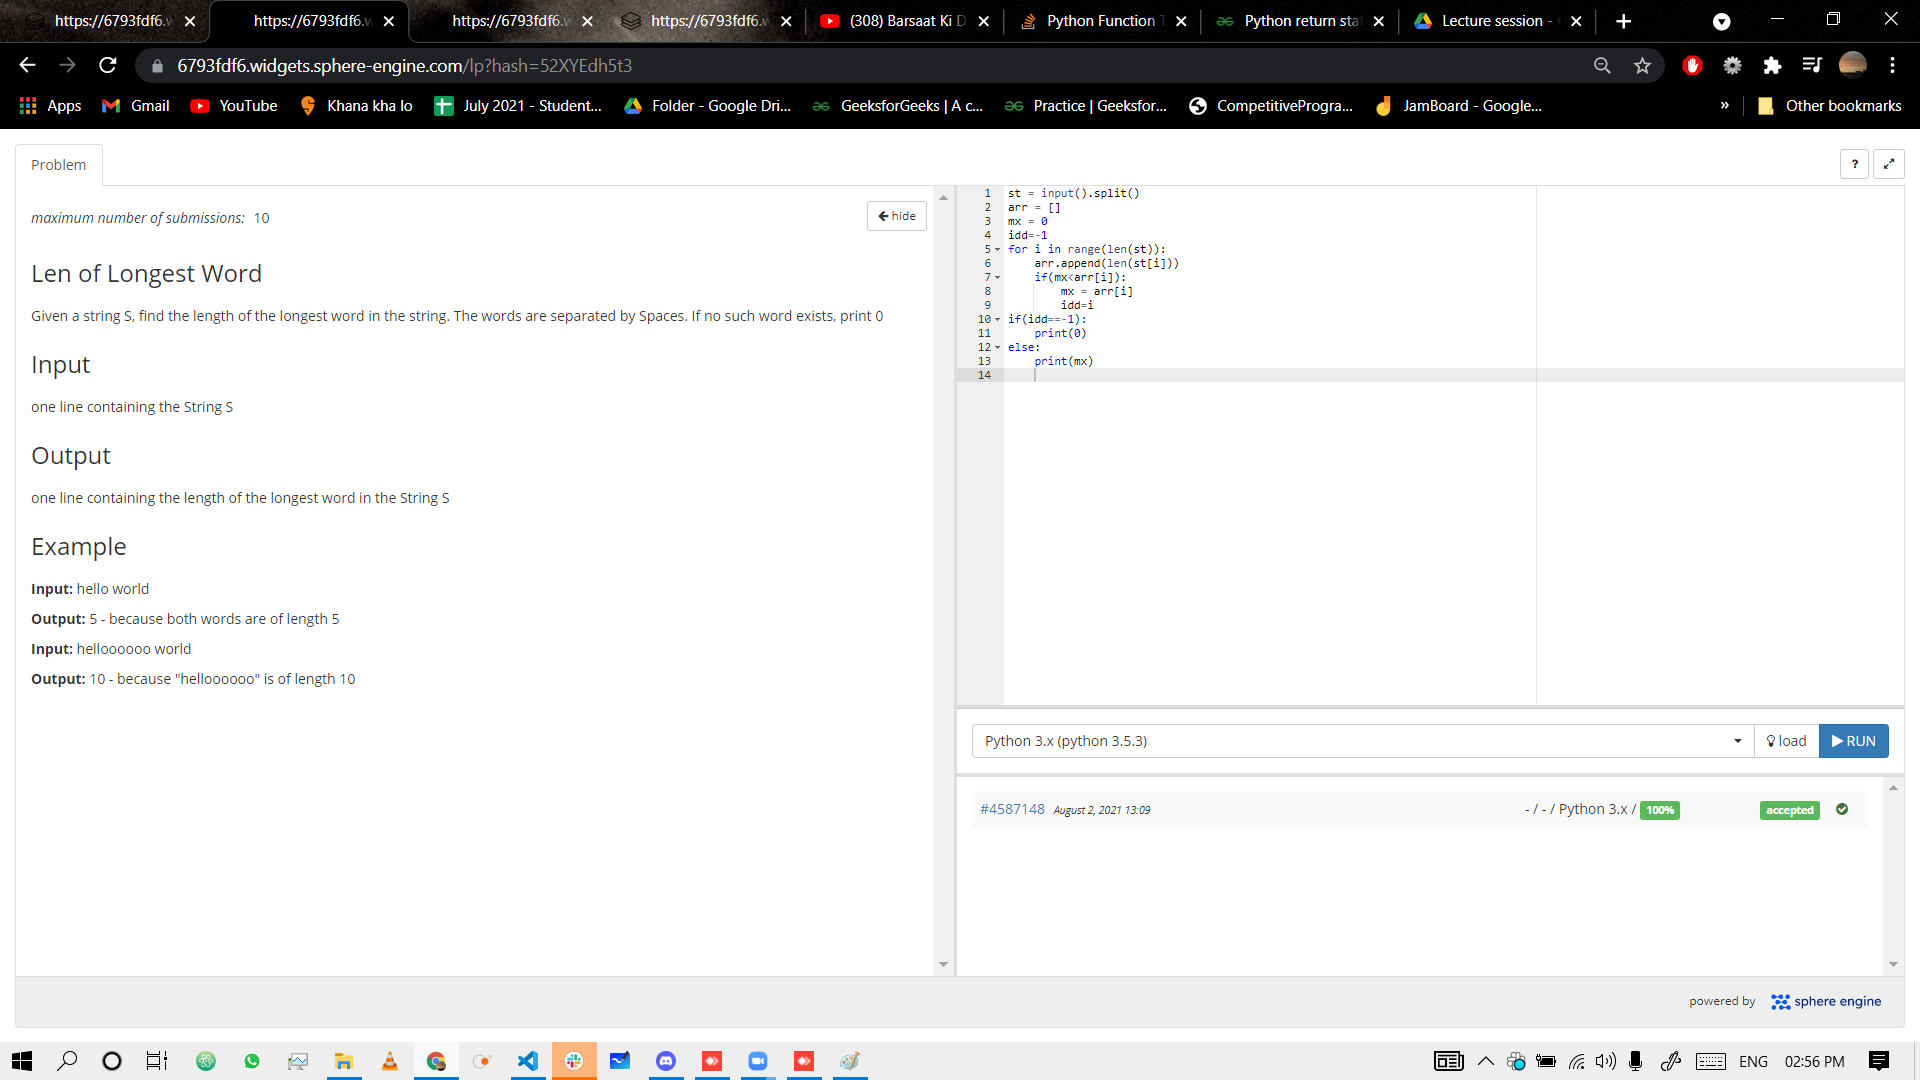 https://6793fdf6.w
https://6793fdf6.w
https://6793fdf6.w
https://6793fdf6.w
(308) Barsaat Ki D
Python Function T
Python return stat
Lecture session -
6793fdf6.widgets.sphere-engine.com/lp?hash=52XYEdh5t3
Apps
Gmail
YouTube
Khana kha lo
July 2021 - Student...
Folder - Google Dri...
GeeksforGeeks | A c...
Practice | Geeksfor...
CompetitiveProgra...
JamBoard - Google...
»
Other bookmarks
Problem
?
maximum number of submissions: 10
hide
Len of Longest Word
Given a string S, find the length of the longest word in the string. The words are separated by Spaces. If no such word exists, print 0
Input
one line containing the String S
Output
one line containing the length of the longest word in the String S
Example
Input: hello world
Output: 5 - because both words are of length 5
Input: welloooooo world
Output: 10 - because "helloooooo" is of length 10
1 st = input().split()
2 arr = []
3 mx = 0
4 idd=-1
5 for i in range(len(st)):
6 arr.append(len(st[i]))
7 if(mx<arr[i]):
8 mx = arr[i]
9 idd=i
10 if(idd==-1):
11 print(0)
12 else:
13 print(mx)
14
Python 3.x (python 3.5.3)
load
RUN
#4587148 August 2, 2021 13:09
- / - / Python 3.x / 100%
accepted
powered by sphere engine
ENG
02:56 PM